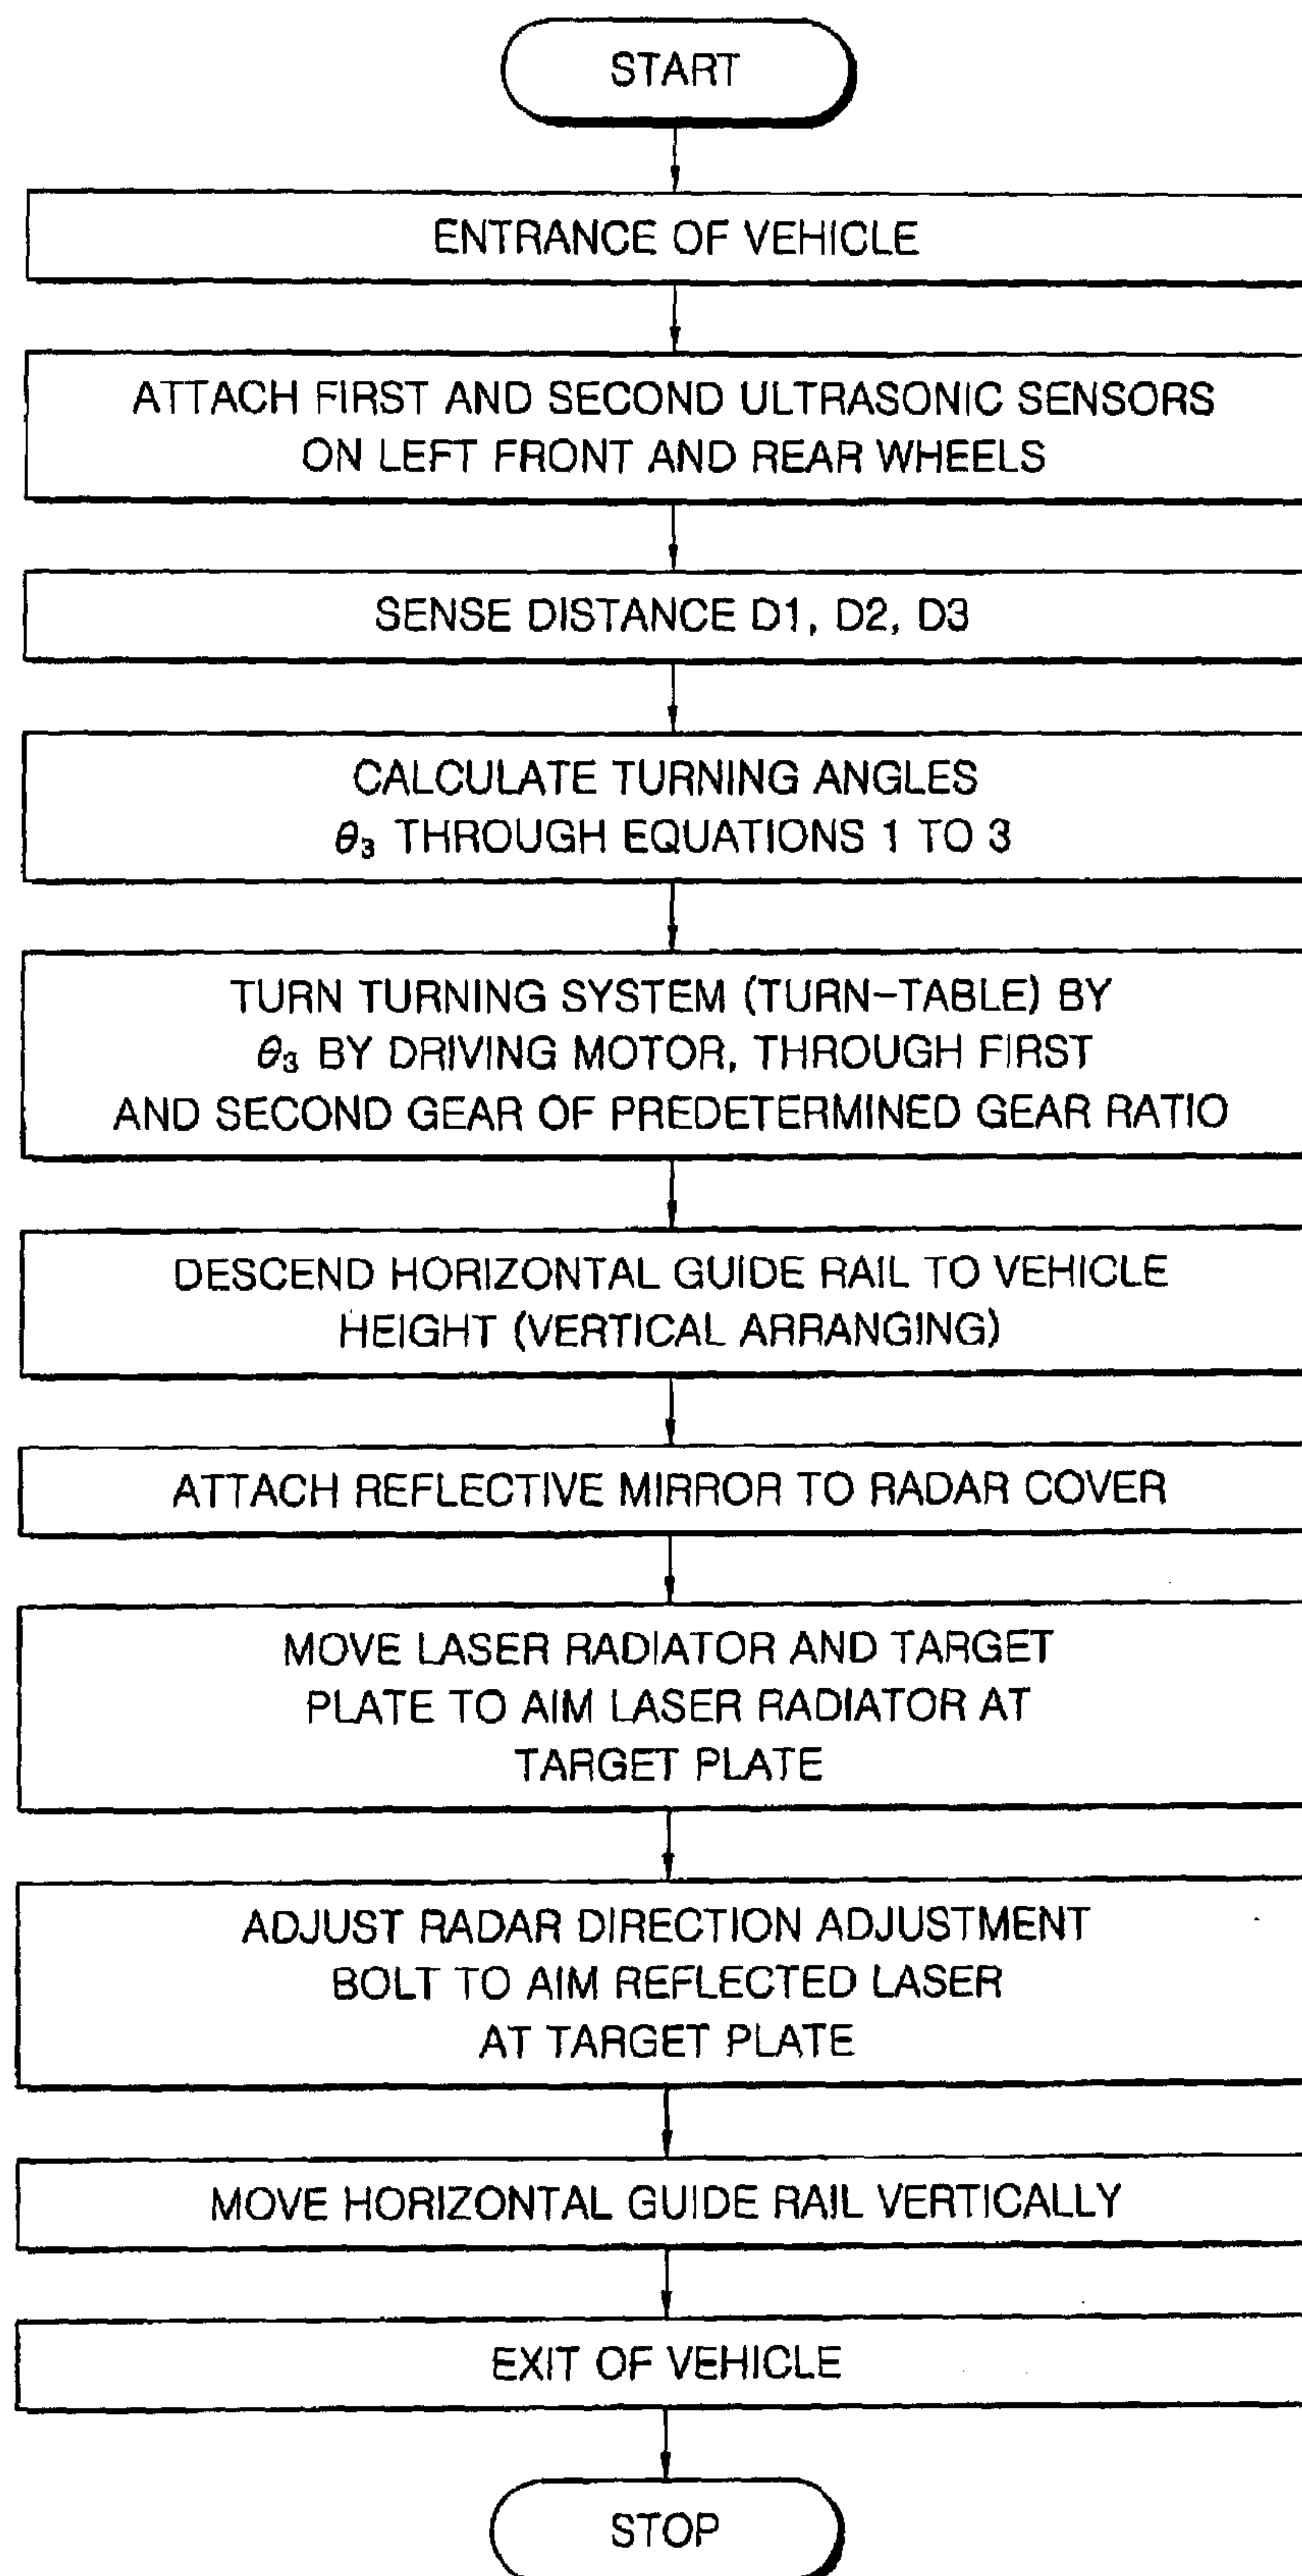 START
ENTRANCE OF VEHICLE
ATTACH FIRST AND SECOND ULTRASONIC SENSORS
ON LEFT FRONT AND REAR WHEELS
SENSE DISTANCE D1, D2, D3
CALCULATE TURNING ANGLES
θ₃ THROUGH EQUATIONS 1 TO 3
TURN TURNING SYSTEM (TURN-TABLE) BY
θ₃ BY DRIVING MOTOR, THROUGH FIRST
AND SECOND GEAR OF PREDETERMINED GEAR RATIO
DESCEND HORIZONTAL GUIDE RAIL TO VEHICLE
HEIGHT (VERTICAL ARRANGING)
ATTACH REFLECTIVE MIRROR TO RADAR COVER
MOVE LASER RADIATOR AND TARGET
PLATE TO AIM LASER RADIATOR AT
TARGET PLATE
ADJUST RADAR DIRECTION ADJUSTMENT
BOLT TO AIM REFLECTED LASER
AT TARGET PLATE
MOVE HORIZONTAL GUIDE RAIL VERTICALLY
EXIT OF VEHICLE
STOP